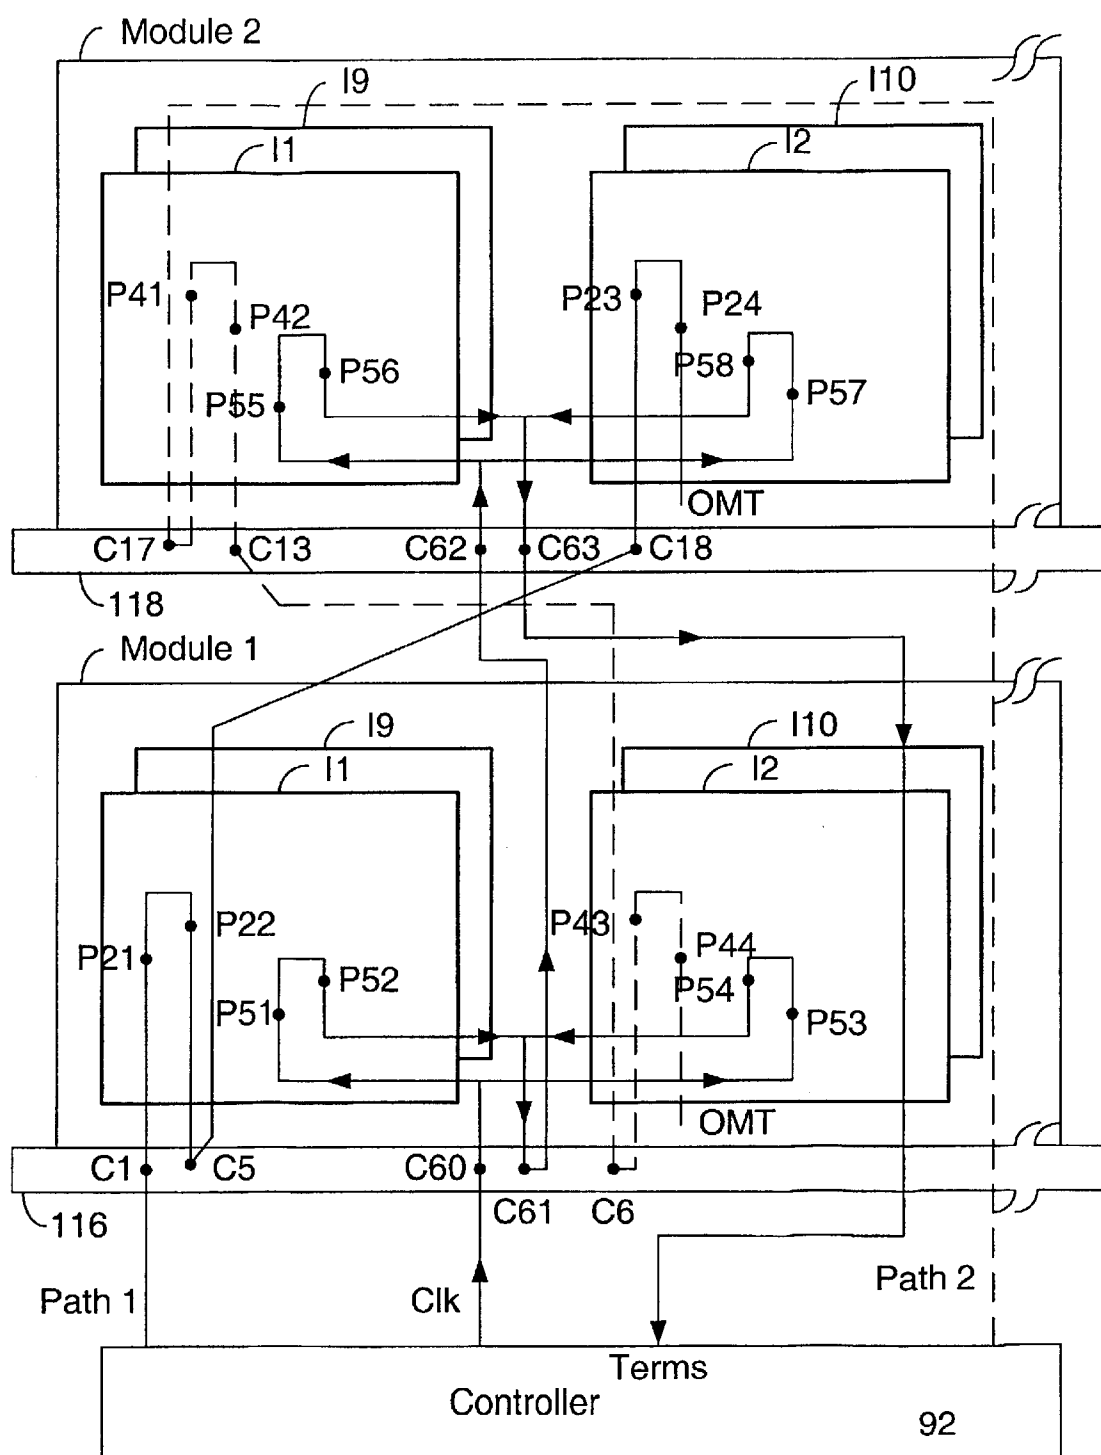 Module 2
I9
I10
I1
I2
P41
P42
P23
P24
P56
P58
P55
P57
OMT
C17
C13
C62
C63
C18
118
Module 1
I9
I10
I1
I2
P22
P43
P21
P44
P52
P54
P51
P53
OMT
C1
C5
C60
C61
C6
116
Path 1
Clk
Path 2
Terms
Controller
92